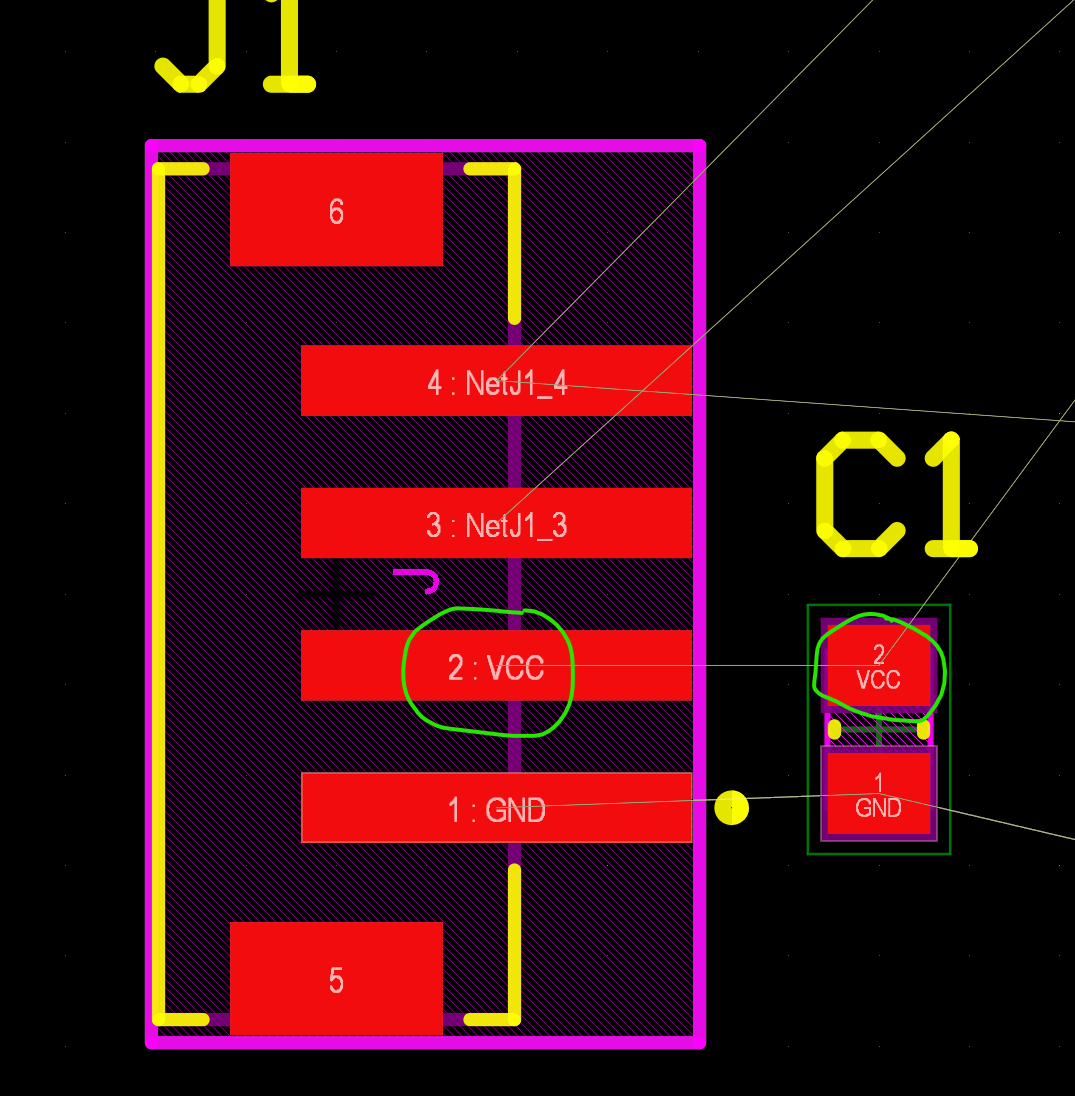 J1
6
4 : NetJ1_4
3 : NetJ1_3
C1
2 : VCC
2
VCC
1 : GND
1
GND
5